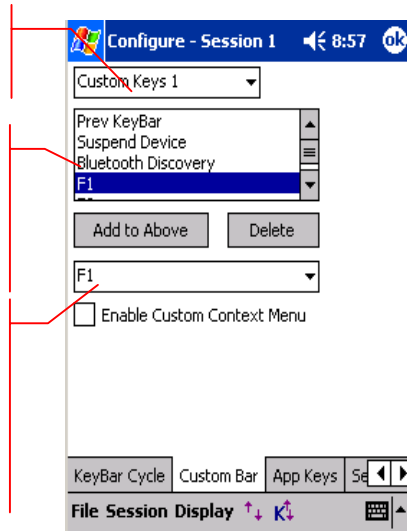 Configure - Session 1 8:57 ok
Custom Keys 1
Prev KeyBar
Suspend Device
Bluetooth Discovery
F1
Add to Above Delete
F1
Enable Custom Context Menu
KeyBar Cycle Custom Bar App Keys Se
File Session Display K